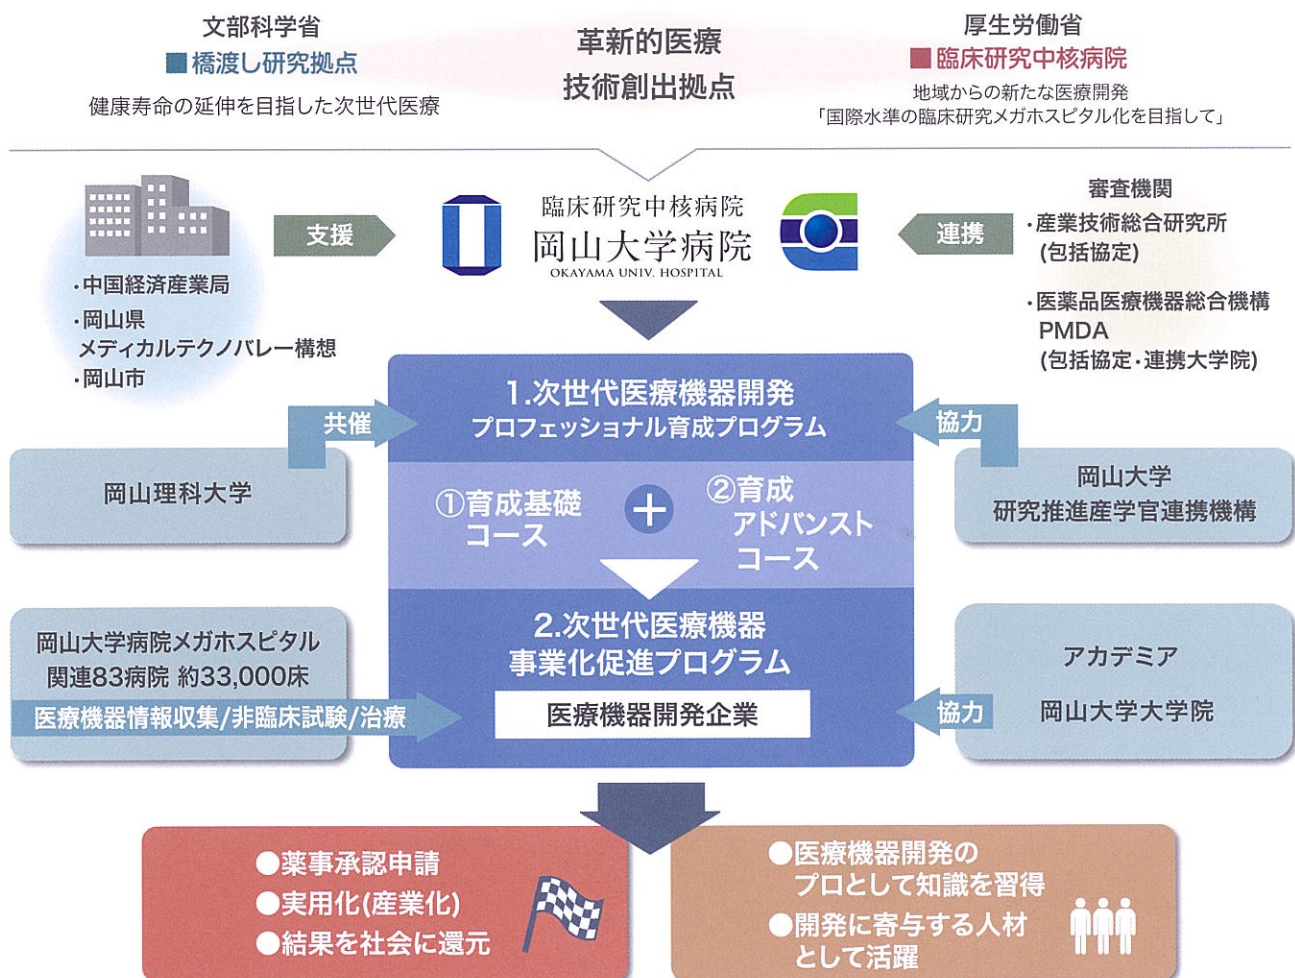 文部科学省
■橋渡し研究拠点
健康寿命の延伸を目指した次世代医療
革新的医療
技術創出拠点
厚生労働省
■臨床研究中核病院
地域からの新たな医療開発
「国際水準の臨床研究メガホスピタル化を目指して」
支援
臨床研究中核病院
岡山大学病院
OKAYAMA UNIV. HOSPITAL
連携
・中国経済産業局
・岡山県
メディカルテクノバレー構想
・岡山市
審査機関
・産業技術総合研究所
(包括協定)
・医薬品医療機器総合機構
PMDA
(包括協定・連携大学院)
共催
岡山理科大学
1.次世代医療機器開発
プロフェッショナル育成プログラム
協力
岡山大学
研究推進産学官連携機構
①育成基礎
コース
+
②育成
アドバンスト
コース
岡山大学病院メガホスピタル
関連83病院 約33,000床
医療機器情報収集/非臨床試験/治療
2.次世代医療機器
事業化促進プログラム
医療機器開発企業
協力
アカデミア
岡山大学大学院
●薬事承認申請
●実用化(産業化)
●結果を社会に還元
●医療機器開発の
プロとして知識を習得
●開発に寄与する人材
として活躍